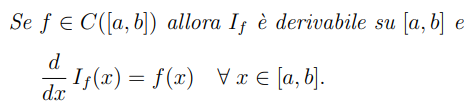 Se f ∈ C([a, b]) allora I_f è derivabile su [a, b] e
d/dx I_f(x) = f(x) ∀ x ∈ [a, b].